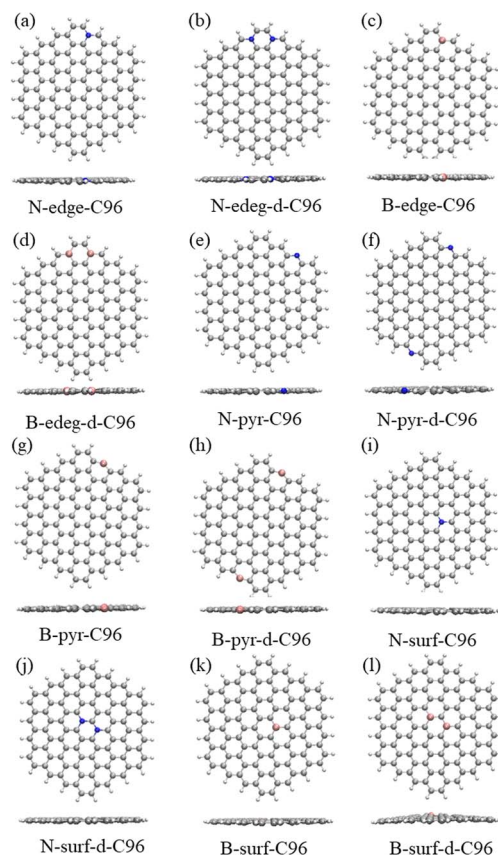 (a) (b) (c)
N-edge-C96 N-edeg-d-C96 B-edge-C96
(d) (e) (f)
B-edeg-d-C96 N-pyr-C96 N-pyr-d-C96
(g) (h) (i)
B-pyr-C96 B-pyr-d-C96 N-surf-C96
(j) (k) (l)
N-surf-d-C96 B-surf-C96 B-surf-d-C96